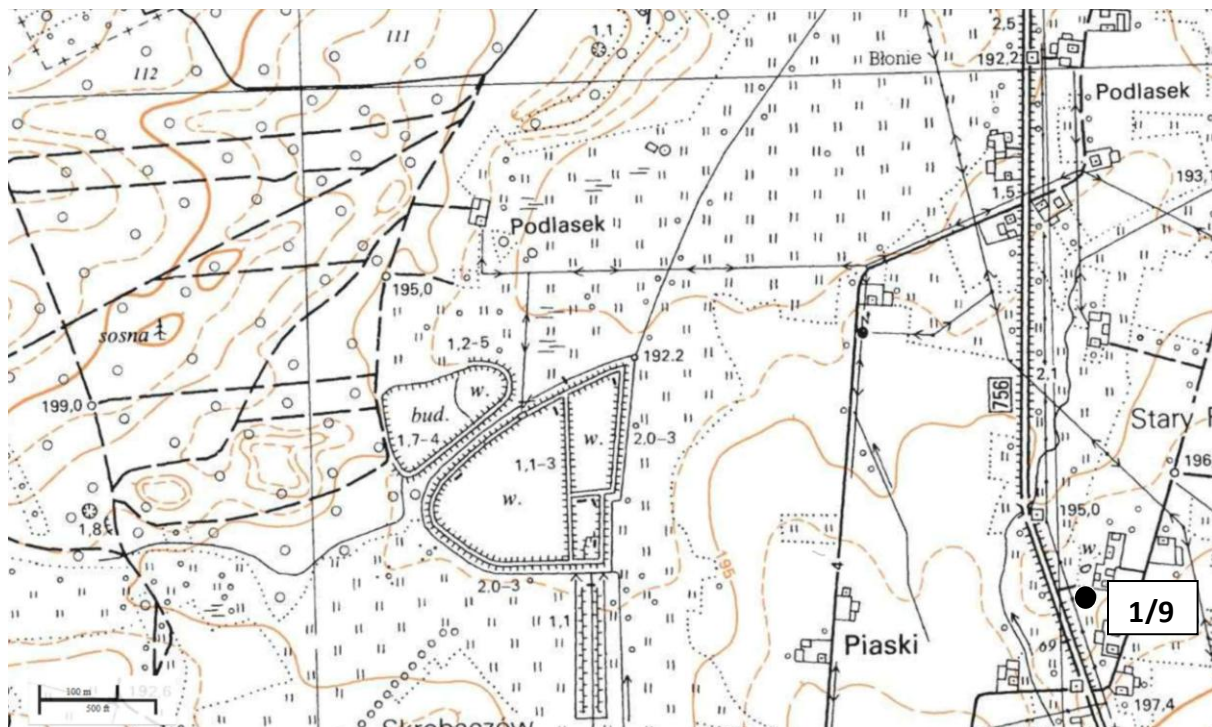 111
112
1,1
2,5
192,2
Błonie
Podlasek
193,1
1,5
Podlasek
195,0
sosna
1,2-5
192.2
w.
bud.
1.7-4
199,0
w.
2.0-3
1,1-3
w.
756
2,1
Stary
196
195,0
w.
1,8
2.0-3
1,1
195
4
69
1/9
Piaski
100 m
500 ft
192,6
197,4